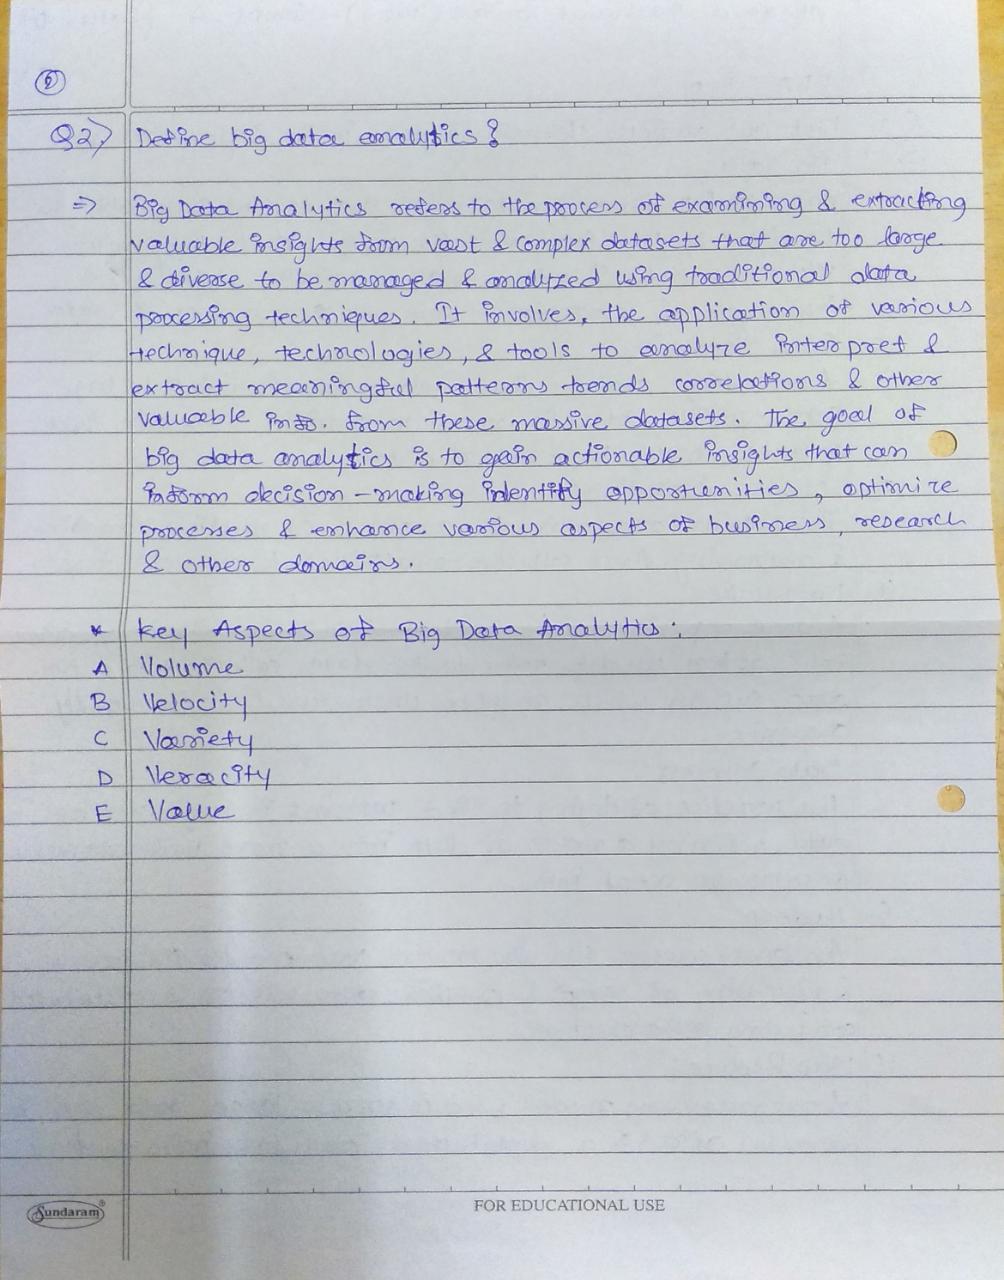 6
Q2) Define big data analytics?
⇒ Big Data Analytics refers to the process of examining & extracting
valuable insights from vast & complex datasets that are too large
& diverse to be managed & analyzed using traditional data
processing techniques. It involves, the application of various
technique, technologies, & tools to analyze interpret &
extract meaningful patterns trends correlations & other
valuable info. from these massive datasets. The goal of
big data analytics is to gain actionable insights that can
inform decision-making identify opportunities, optimize
processes & enhance various aspects of business, research
& other domains.
* Key Aspects of Big Data Analytics:
A Volume
B Velocity
C Variety
D Veracity
E Value
Sundaram®
FOR EDUCATIONAL USE